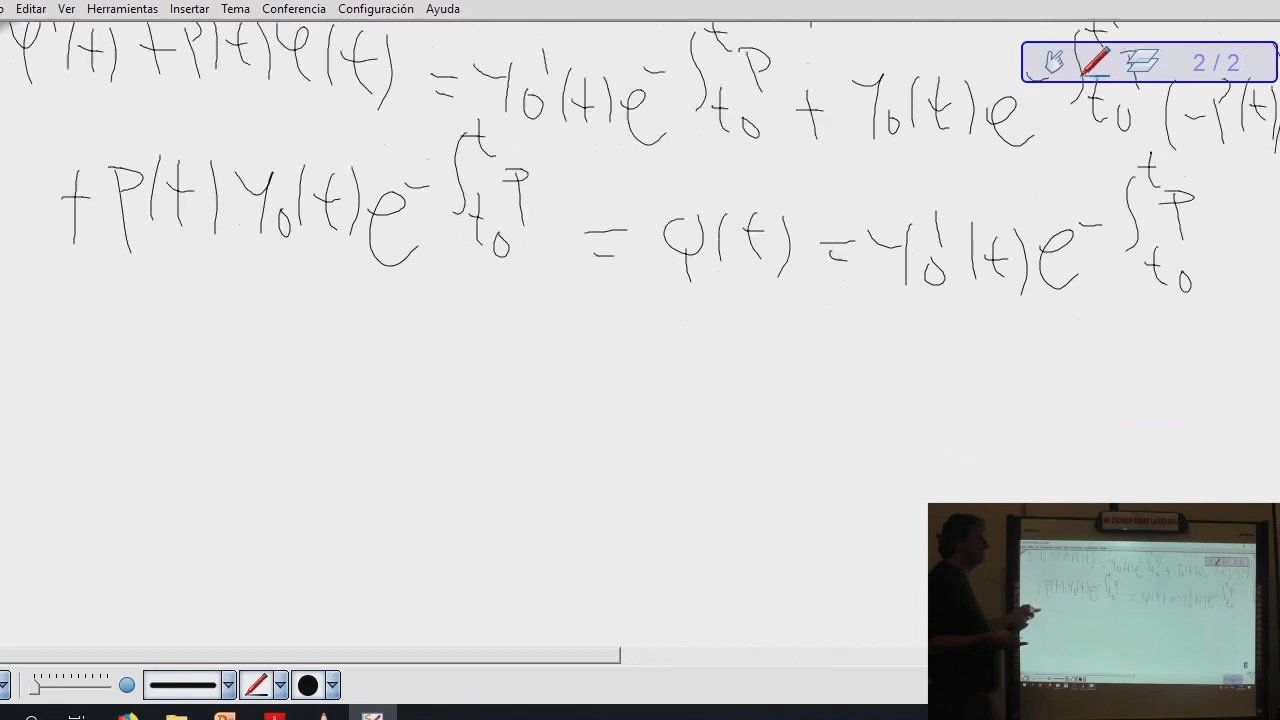 Editar Ver Herramientas Insertar Tema Conferencia Configuración Ayuda
2 / 2
φ'(t) + P(t)φ(t) = y₀'(t)e^{-∫_{t₀}^{t} P} + y₀(t)e^{-∫_{t₀}^{t}} (-P(t)
+ P(t)y₀(t)e^{-∫_{t₀}^{t} P} = q(t) = y₀'(t)e^{-∫_{t₀}^{t} P}